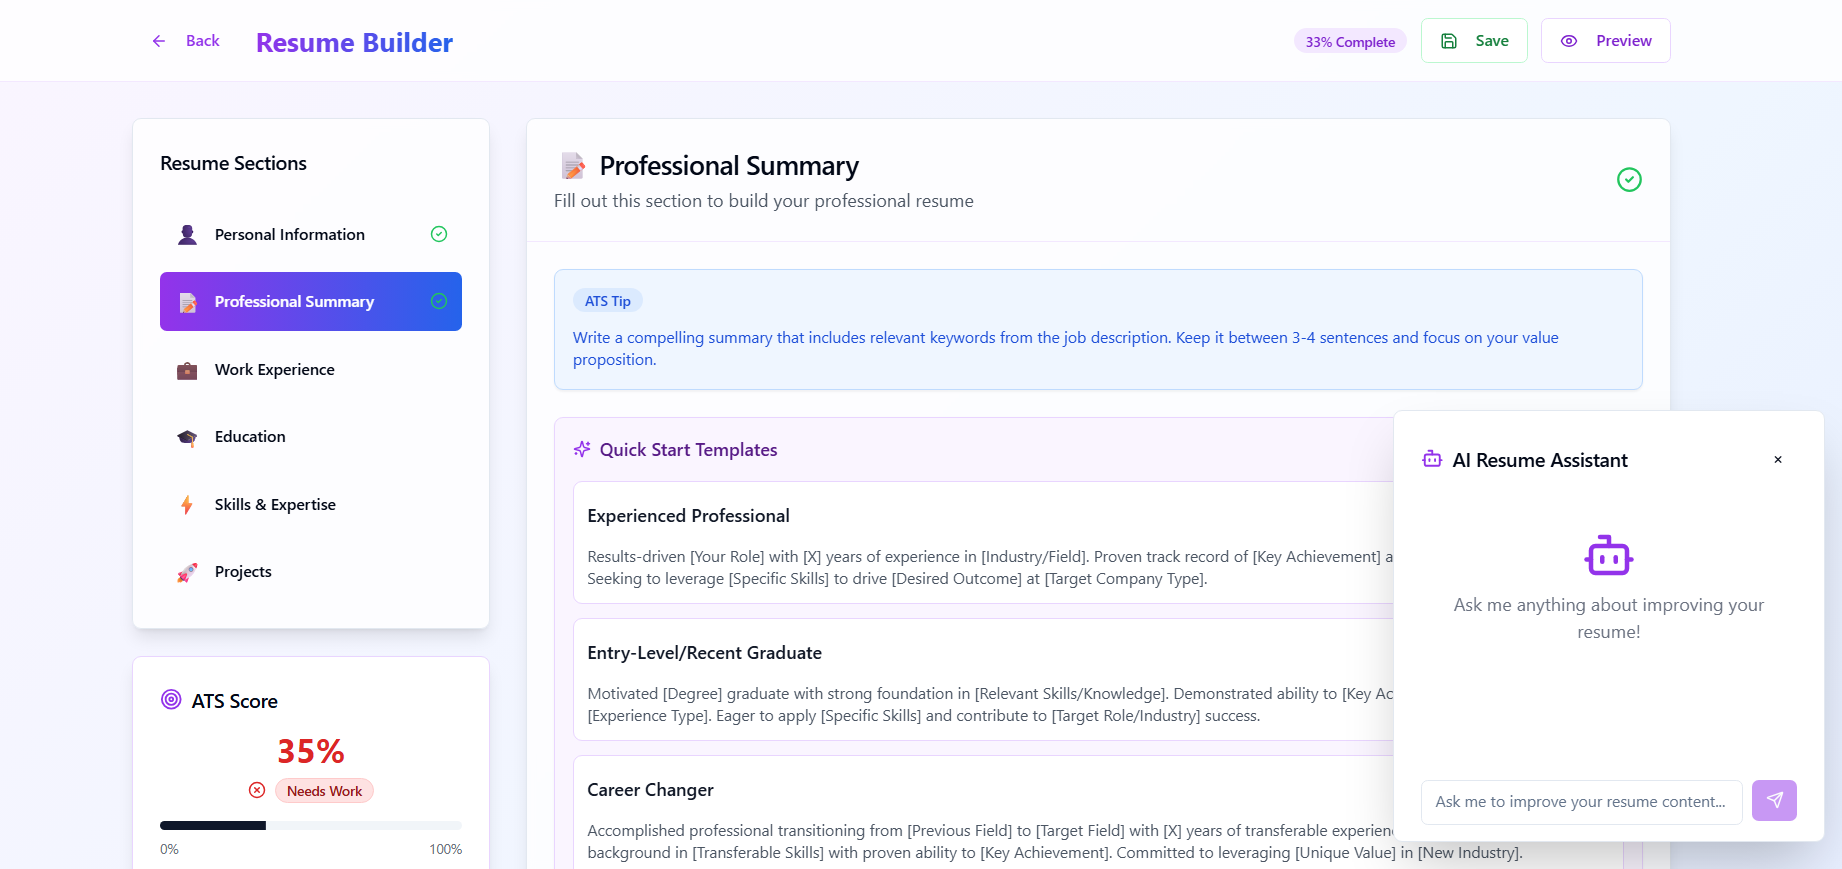 Back
Resume Builder
33% Complete
Save
Preview
Resume Sections
Personal Information
Professional Summary
Work Experience
Education
Skills & Expertise
Projects
ATS Score
35%
Needs Work
0%
100%
Professional Summary
Fill out this section to build your professional resume
ATS Tip
Write a compelling summary that includes relevant keywords from the job description. Keep it between 3-4 sentences and focus on your value
proposition.
Quick Start Templates
Experienced Professional
Results-driven [Your Role] with [X] years of experience in [Industry/Field]. Proven track record of [Key Achievement]
Seeking to leverage [Specific Skills] to drive [Desired Outcome] at [Target Company Type].
Entry-Level/Recent Graduate
Motivated [Degree] graduate with strong foundation in [Relevant Skills/Knowledge]. Demonstrated ability to [Key
[Experience Type]. Eager to apply [Specific Skills] and contribute to [Target Role/Industry] success.
Career Changer
Accomplished professional transitioning from [Previous Field] to [Target Field] with [X] years of transferable
background in [Transferable Skills] with proven ability to [Key Achievement]. Committed to leveraging [Unique Value] in [New Industry].
AI Resume Assistant
×
Ask me anything about improving your
resume!
Ask me to improve your resume content...